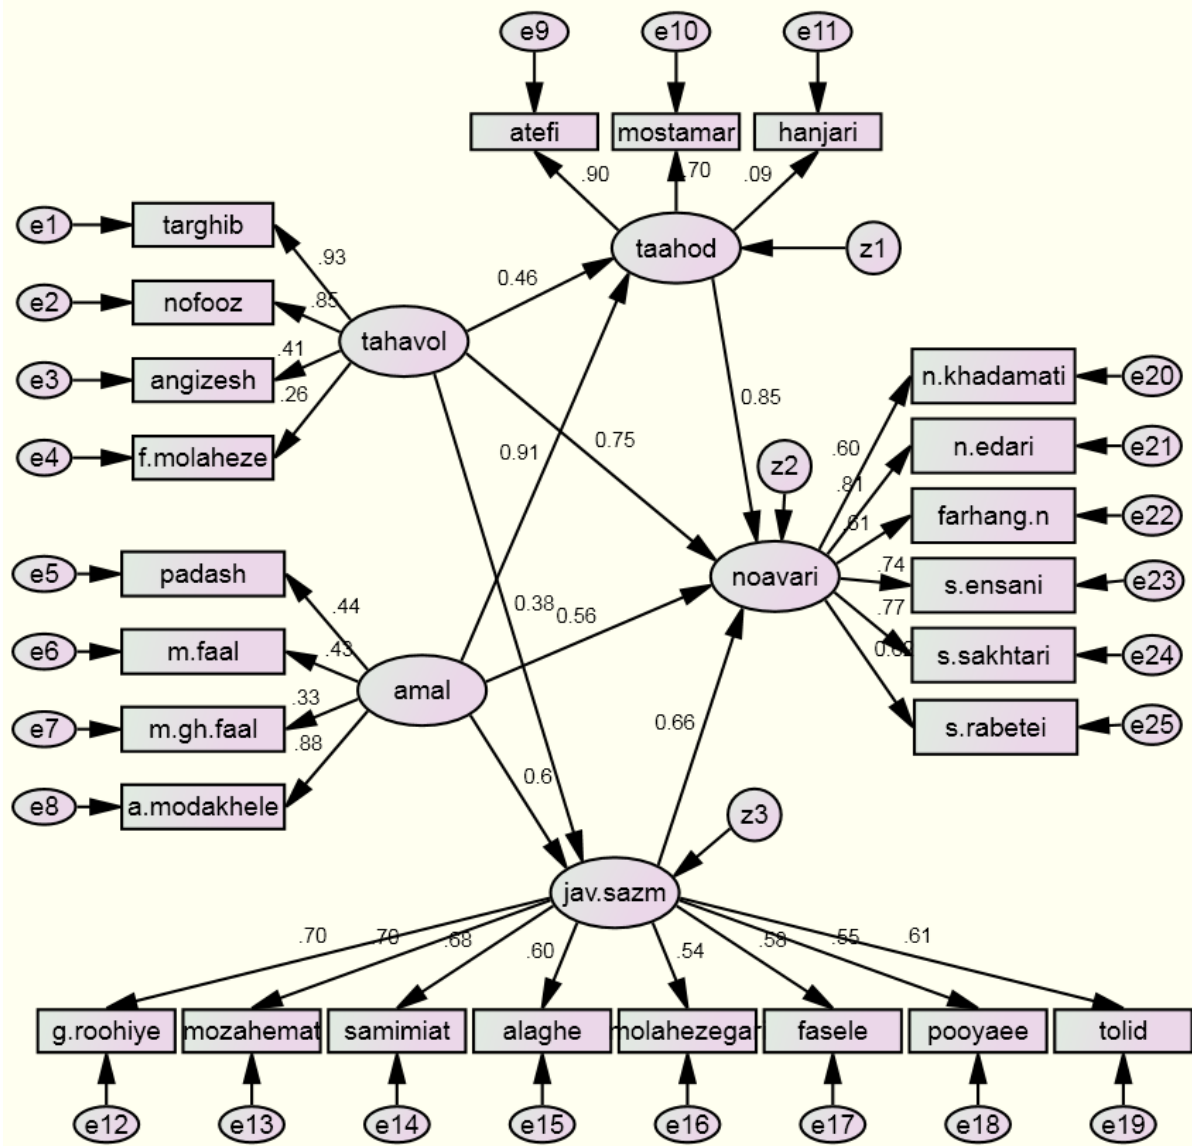 e9
e10
e11
atefi
mostamar
hanjari
.90
.70
.09
e1
targhib
taahod
z1
.93
e2
nofooz
.85
0.46
tahavol
e3
angizesh
.41
.26
n.khadamati
e20
0.85
e4
f.molaheze
0.91
0.75
.60
n.edari
e21
z2
.81
farhang.n
e22
.61
e5
padash
noavari
.74
s.ensani
e23
.44
0.38
0.56
.77
e6
m.faal
.43
s.sakhtari
e24
amal
.33
e7
m.gh.faal
0.66
s.rabetei
e25
.88
0.6
e8
a.modakhele
z3
jav.sazm
.70
.70
.68
.60
.54
.58
.55
.61
g.roohiye
mozahemat
samimiat
alaghe
fasele
pooyaee
tolid
e12
e13
e14
e15
e16
e17
e18
e19